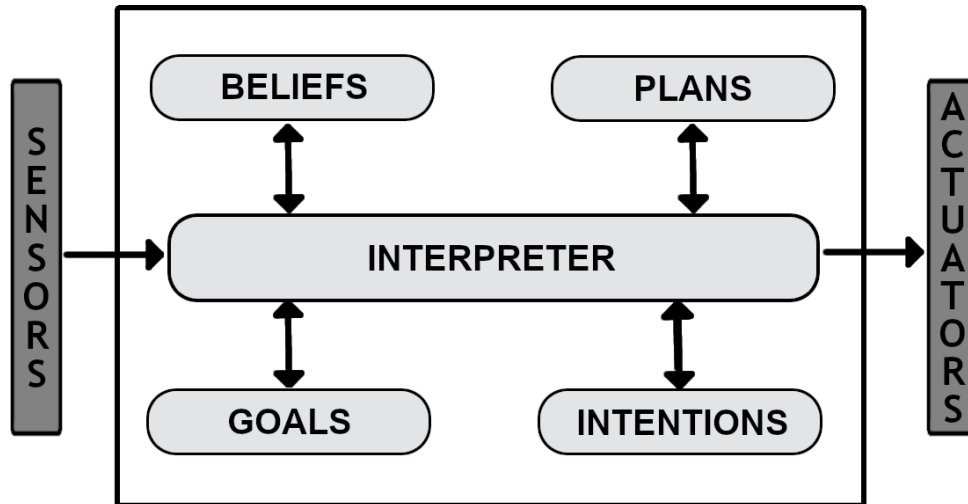 SENSORS
BELIEFS
PLANS
INTERPRETER
GOALS
INTENTIONS
ACTUATORS